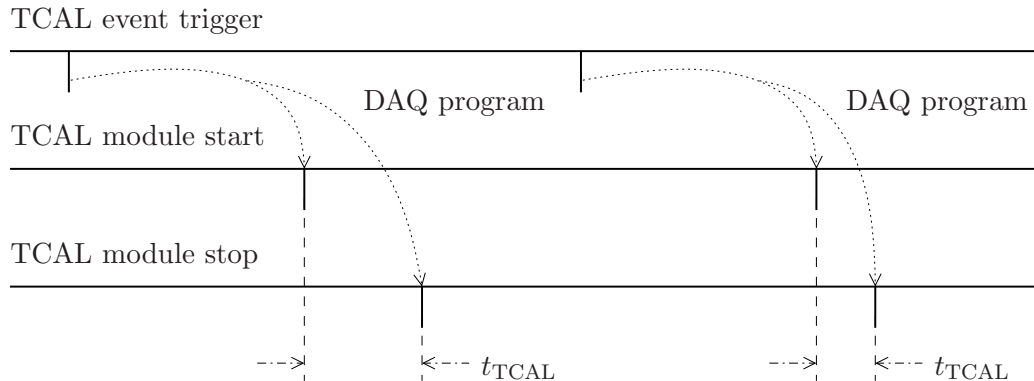 TCAL event trigger
DAQ program
DAQ program
TCAL module start
TCAL module stop
t_TCAL
t_TCAL